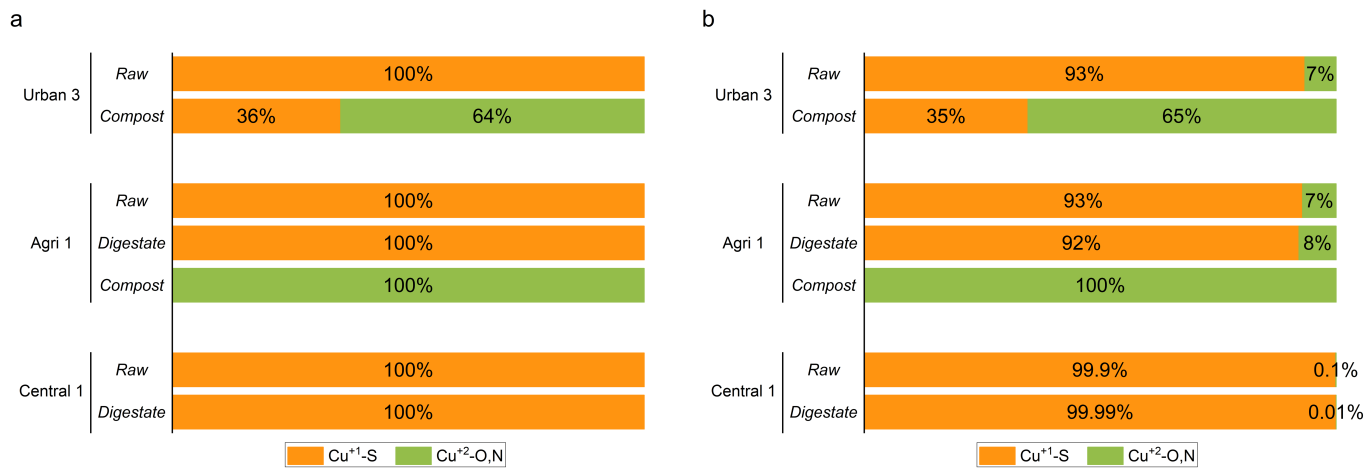 a
Urban 3
Raw
100%
Compost
36% 64%
Agri 1
Raw
100%
Digestate
100%
Compost
100%
Central 1
Raw
100%
Digestate
100%
Cu⁺¹-S Cu⁺²-O,N
b
Urban 3
Raw
93% 7%
Compost
35% 65%
Agri 1
Raw
93% 7%
Digestate
92% 8%
Compost
100%
Central 1
Raw
99.9% 0.1%
Digestate
99.99% 0.01%
Cu⁺¹-S Cu⁺²-O,N